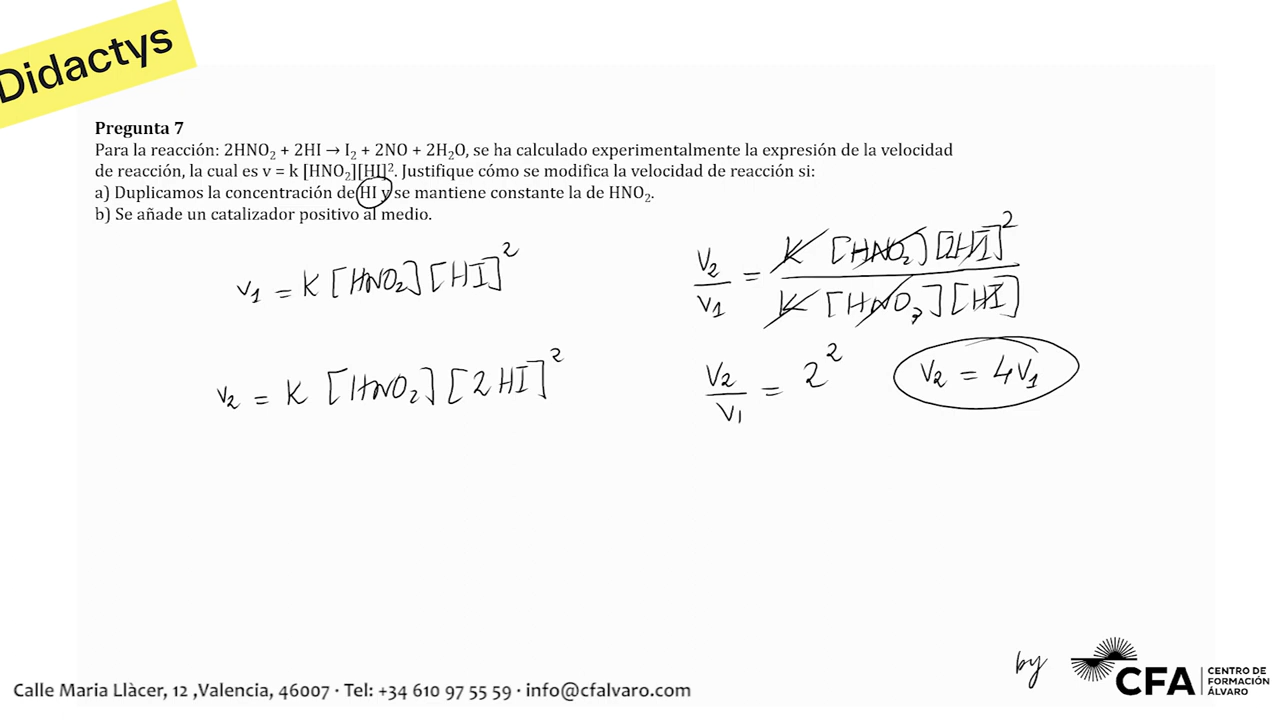 Didactys
Pregunta 7
Para la reacción: 2HNO₂ + 2HI → I₂ + 2NO + 2H₂O, se ha calculado experimentalmente la expresión de la velocidad
de reacción, la cual es v = k [HNO₂][HI]². Justifique cómo se modifica la velocidad de reacción si:
a) Duplicamos la concentración de HI y se mantiene constante la de HNO₂.
b) Se añade un catalizador positivo al medio.
v₁ = K [HNO₂] [HI]²
v₂ = K [HNO₂] [2HI]²
V₂/V₁ = K [HNO₂] [2HI]² / K [HNO₂] [HI]
V₂/V₁ = 2²
V₂ = 4V₁
by
CFA
CENTRO DE
FORMACIÓN
ÁLVARO
Calle Maria Llàcer, 12 ,Valencia, 46007 · Tel: +34 610 97 55 59 · info@cfalvaro.com